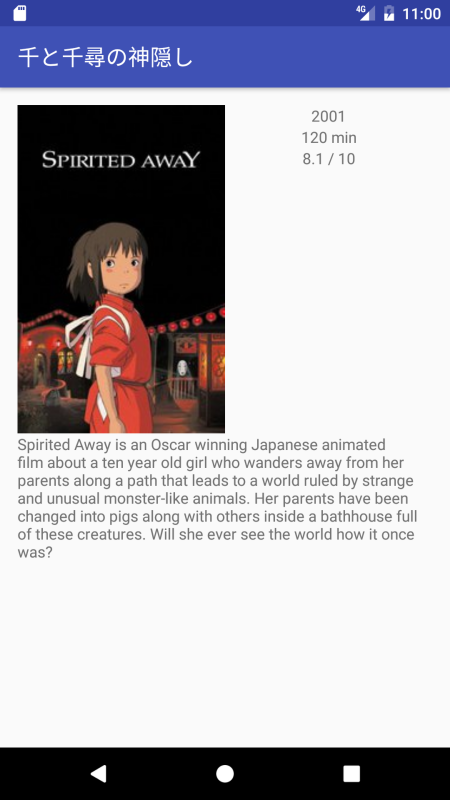 4G 11:00
千と千尋の神隠し
SPIRITED AWAY
2001
120 min
8.1 / 10
Spirited Away is an Oscar winning Japanese animated
film about a ten year old girl who wanders away from her
parents along a path that leads to a world ruled by strange
and unusual monster-like animals. Her parents have been
changed into pigs along with others inside a bathhouse full
of these creatures. Will she ever see the world how it once
was?